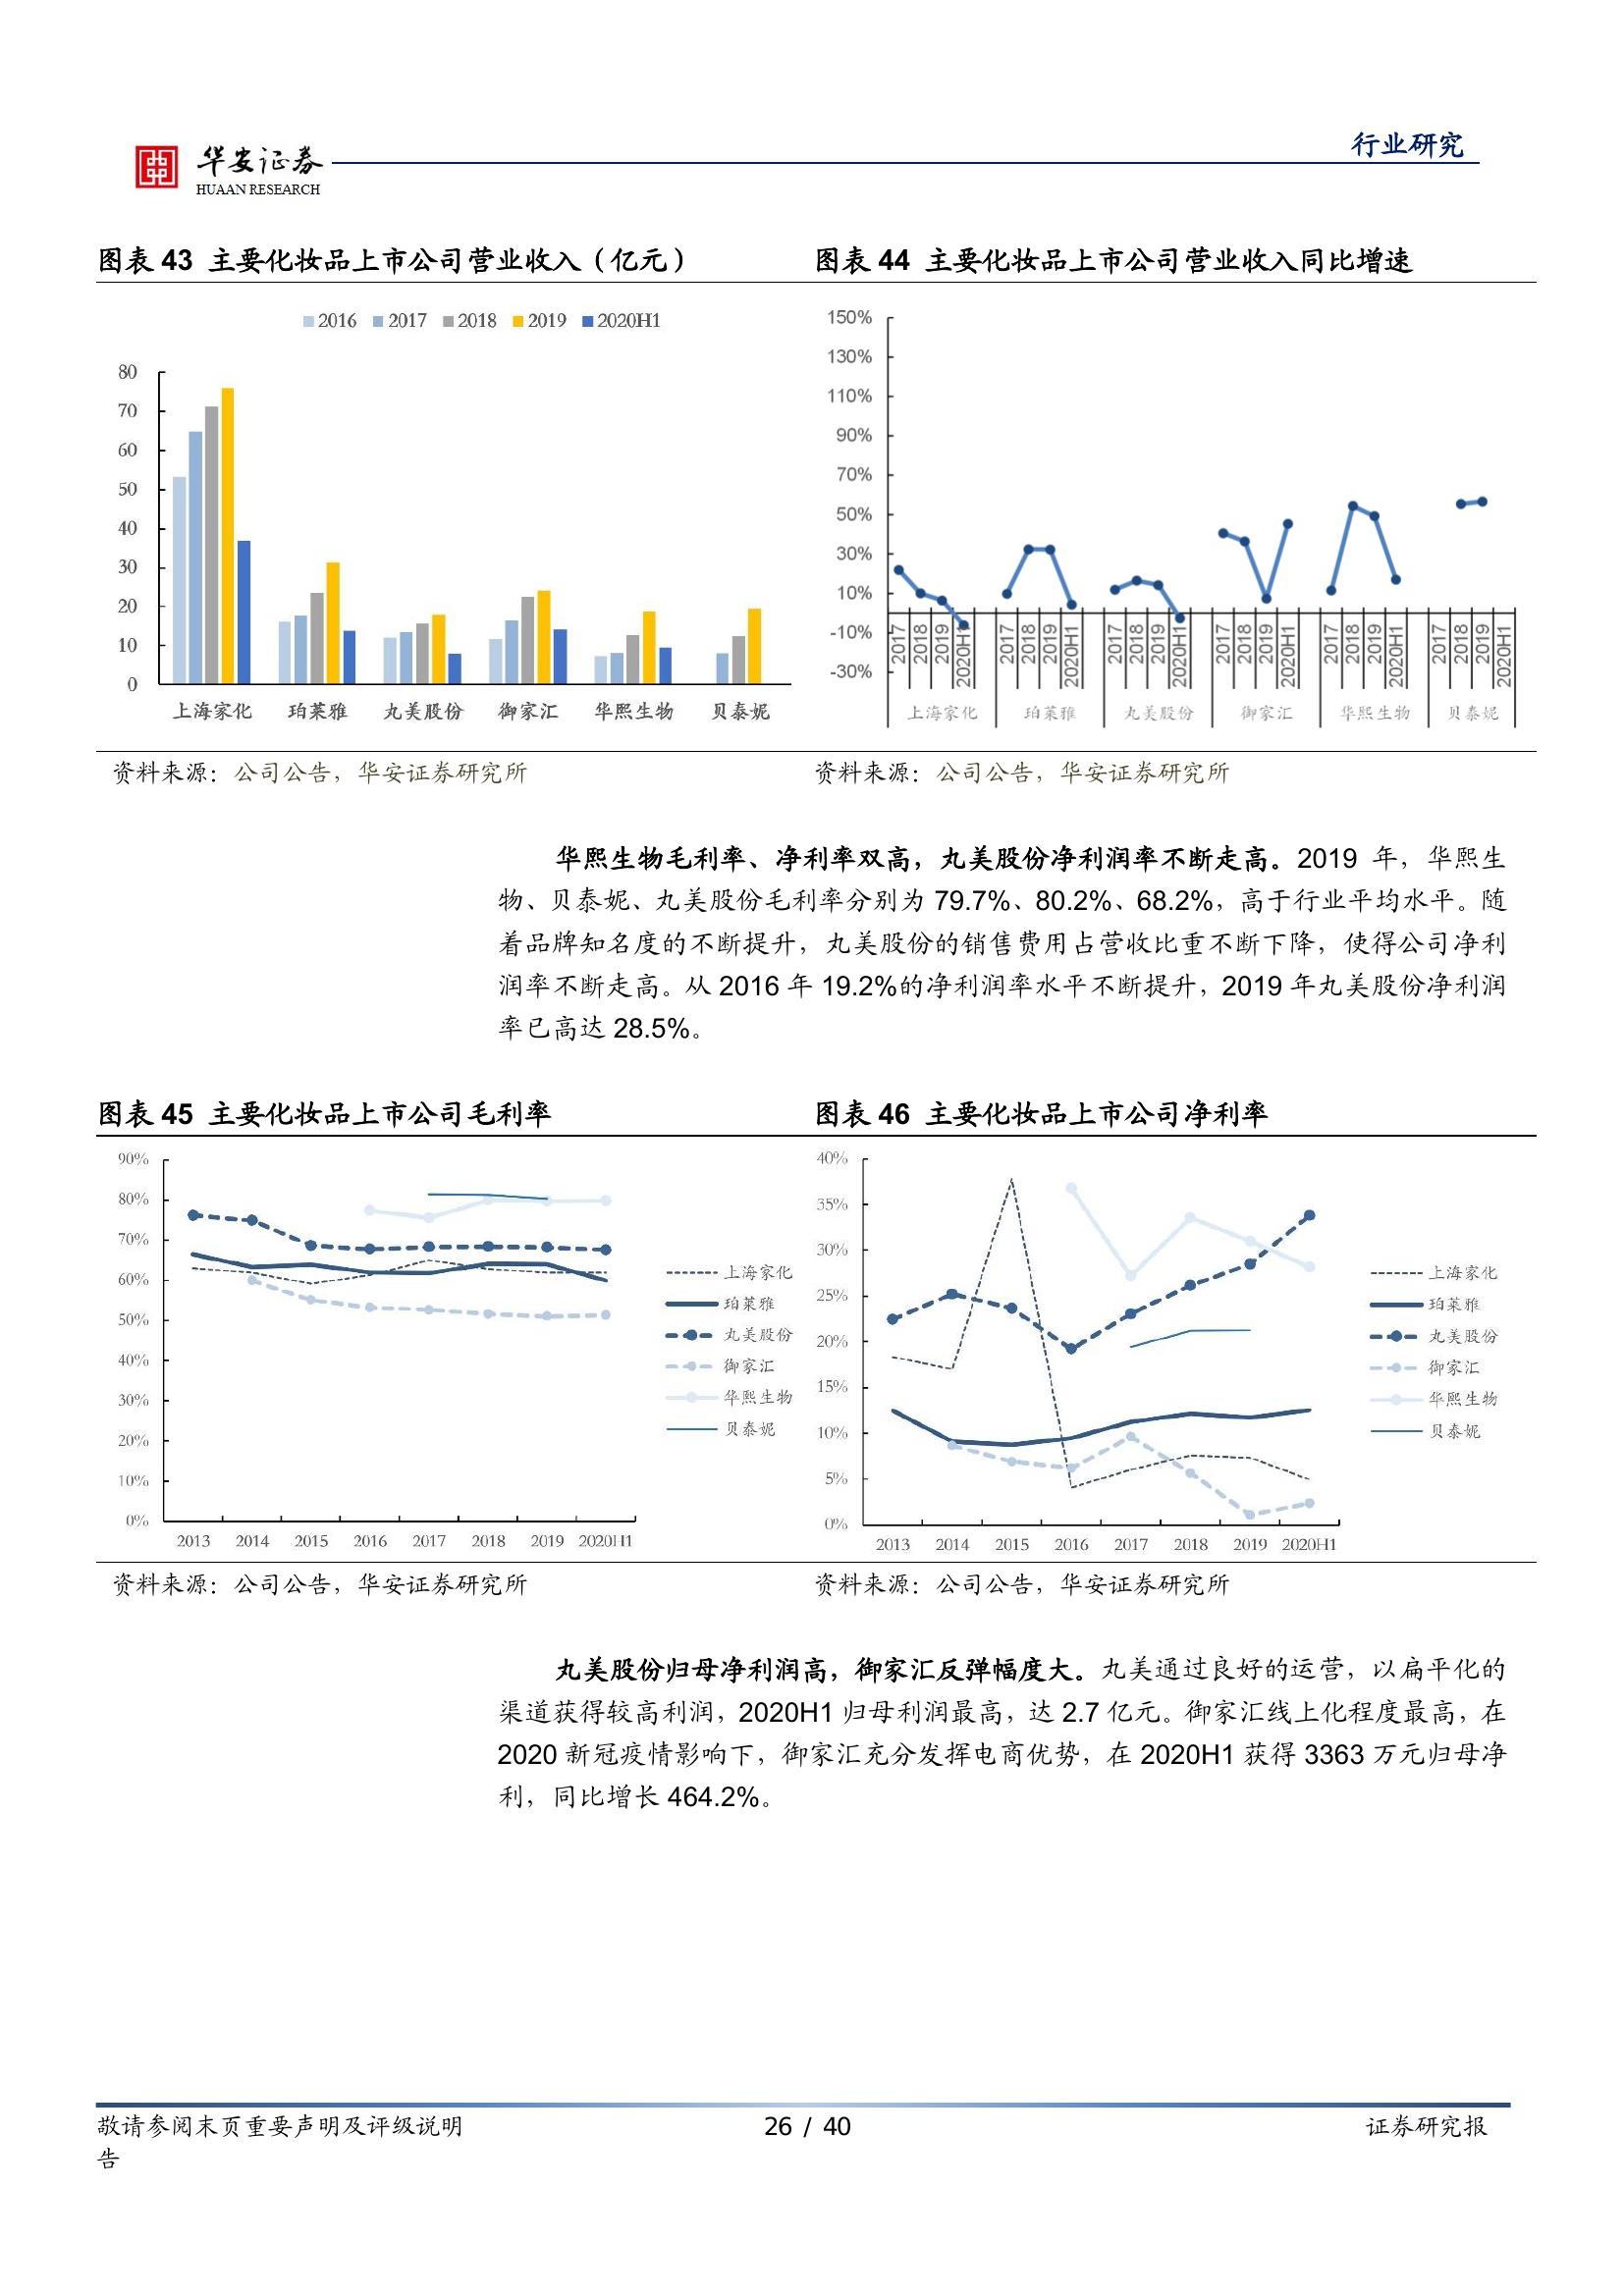 华安证券
HUAAN RESEARCH
行业研究
图表 43 主要化妆品上市公司营业收入（亿元）
2016 2017 2018 2019 2020H1
80
70
60
50
40
30
20
10
0
上海家化 珀莱雅 丸美股份 御家汇 华熙生物 贝泰妮
资料来源：公司公告，华安证券研究所
图表 44 主要化妆品上市公司营业收入同比增速
150%
130%
110%
90%
70%
50%
30%
10%
-10%
-30%
2017 2018 2019 2020H1 2017 2018 2019 2020H1 2017 2018 2019 2020H1 2017 2018 2019 2020H1 2017 2018 2019 2020H1 2017 2018 2019 2020H1
上海家化 珀莱雅 丸美股份 御家汇 华熙生物 贝泰妮
资料来源：公司公告，华安证券研究所
华熙生物毛利率、净利率双高，丸美股份净利润率不断走高。2019 年，华熙生
物、贝泰妮、丸美股份毛利率分别为 79.7%、80.2%、68.2%，高于行业平均水平。随
着品牌知名度的不断提升，丸美股份的销售费用占营收比重不断下降，使得公司净利
润率不断走高。从 2016 年 19.2%的净利润率水平不断提升，2019 年丸美股份净利润
率已高达 28.5%。
图表 45 主要化妆品上市公司毛利率
90%
80%
70%
60%
50%
40%
30%
20%
10%
0%
2013 2014 2015 2016 2017 2018 2019 2020H1
上海家化
珀莱雅
丸美股份
御家汇
华熙生物
贝泰妮
资料来源：公司公告，华安证券研究所
图表 46 主要化妆品上市公司净利率
40%
35%
30%
25%
20%
15%
10%
5%
0%
2013 2014 2015 2016 2017 2018 2019 2020H1
上海家化
珀莱雅
丸美股份
御家汇
华熙生物
贝泰妮
资料来源：公司公告，华安证券研究所
丸美股份归母净利润高，御家汇反弹幅度大。丸美通过良好的运营，以扁平化的
渠道获得较高利润，2020H1 归母利润最高，达 2.7 亿元。御家汇线上化程度最高，在
2020 新冠疫情影响下，御家汇充分发挥电商优势，在 2020H1 获得 3363 万元归母净
利，同比增长 464.2%。
敬请参阅末页重要声明及评级说明 26 / 40 证券研究报
告